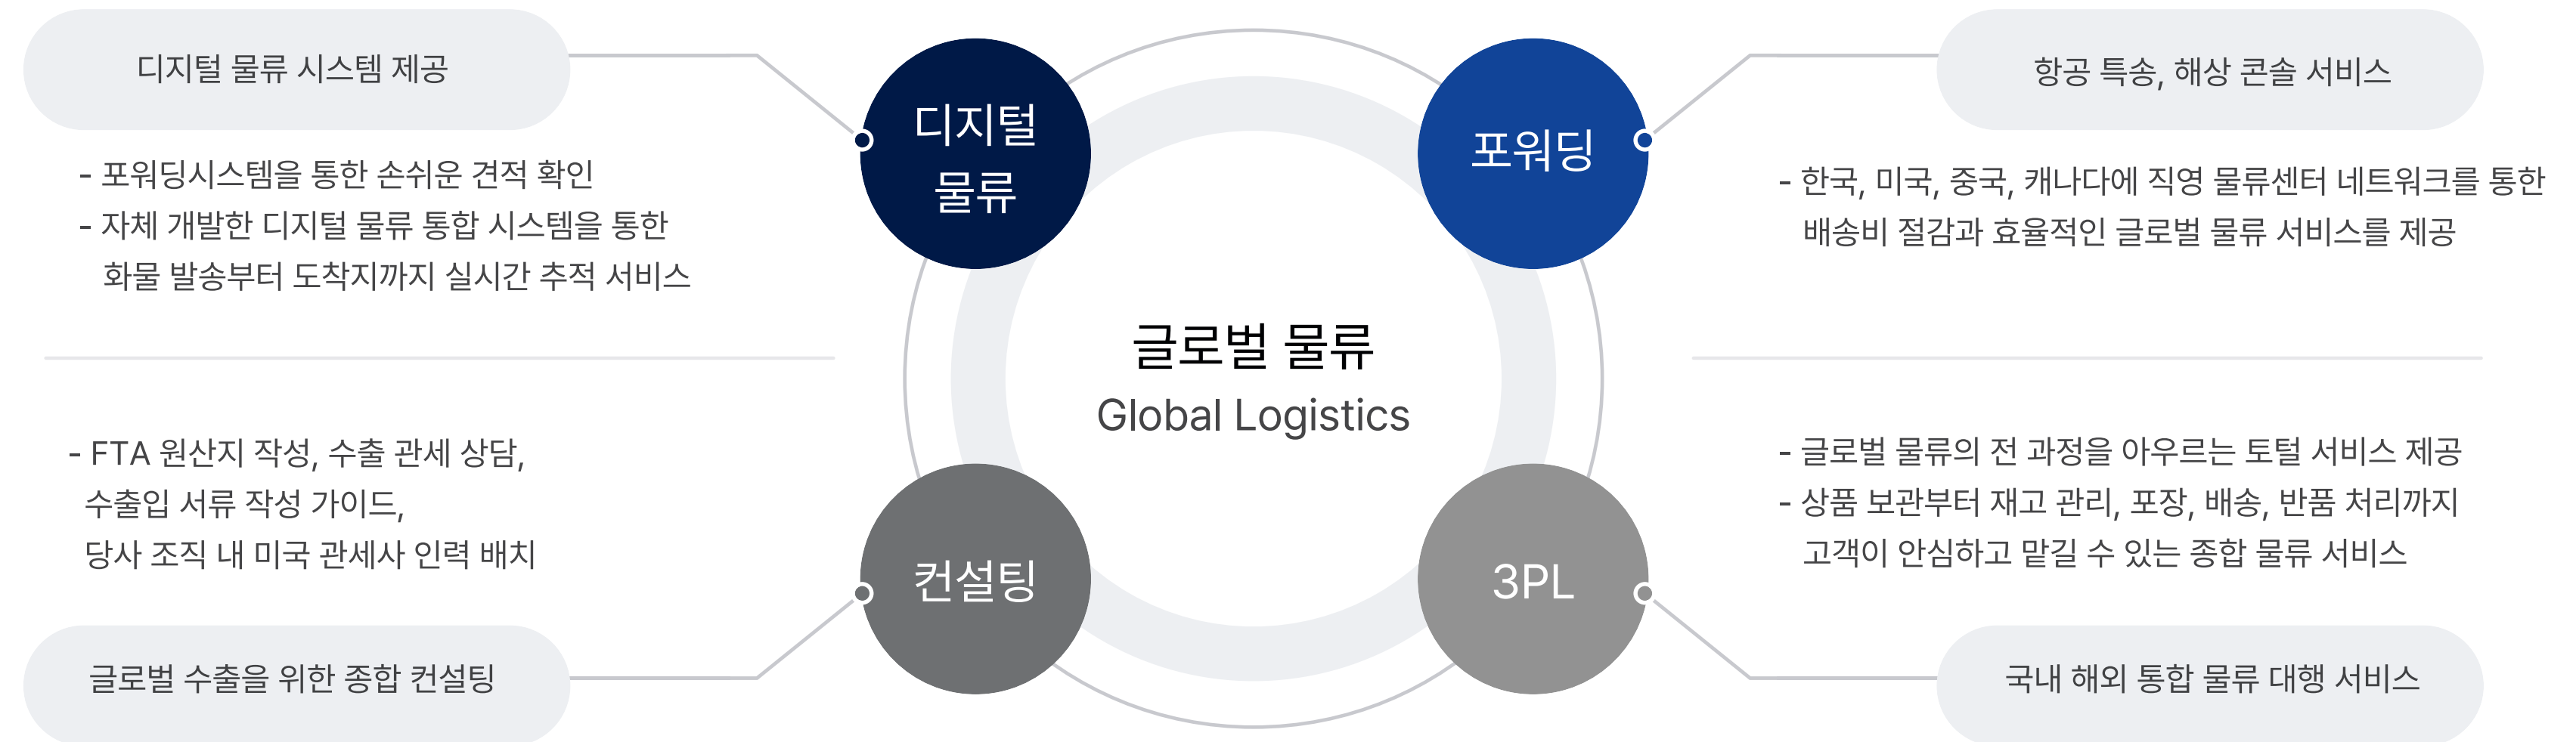 디지털 물류 시스템 제공
- 포워딩시스템을 통한 손쉬운 견적 확인
- 자체 개발한 디지털 물류 통합 시스템을 통한
화물 발송부터 도착지까지 실시간 추적 서비스
디지털
물류
포워딩
항공 특송, 해상 콘솔 서비스
- 한국, 미국, 중국, 캐나다에 직영 물류센터 네트워크를 통한
배송비 절감과 효율적인 글로벌 물류 서비스를 제공
글로벌 물류
Global Logistics
- FTA 원산지 작성, 수출 관세 상담,
수출입 서류 작성 가이드,
당사 조직 내 미국 관세사 인력 배치
글로벌 수출을 위한 종합 컨설팅
컨설팅
3PL
- 글로벌 물류의 전 과정을 아우르는 토털 서비스 제공
- 상품 보관부터 재고 관리, 포장, 배송, 반품 처리까지
고객이 안심하고 맡길 수 있는 종합 물류 서비스
국내 해외 통합 물류 대행 서비스